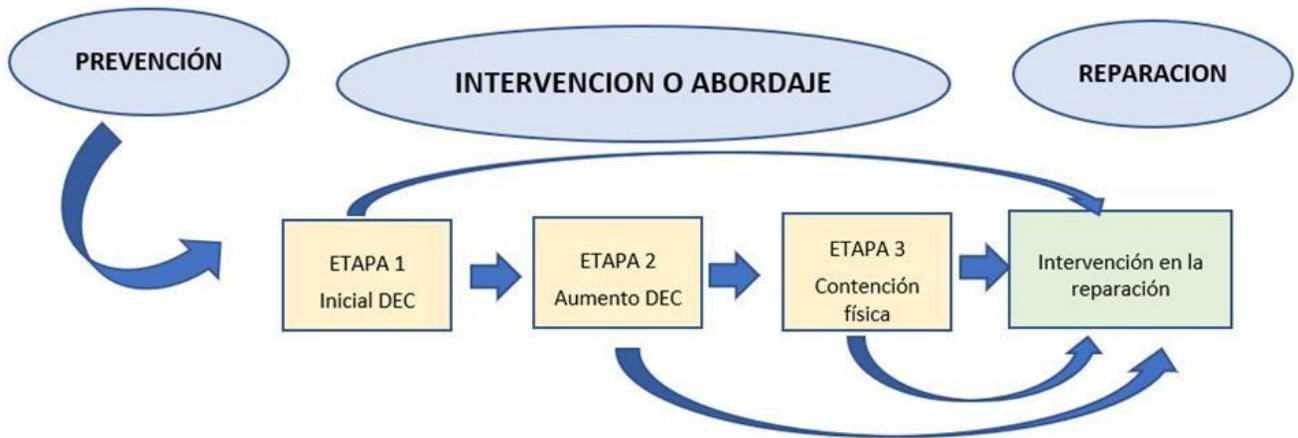 PREVENCIÓN
INTERVENCION O ABORDAJE
REPARACION
ETAPA 1
Inicial DEC
ETAPA 2
Aumento DEC
ETAPA 3
Contención
física
Intervención en la
reparación